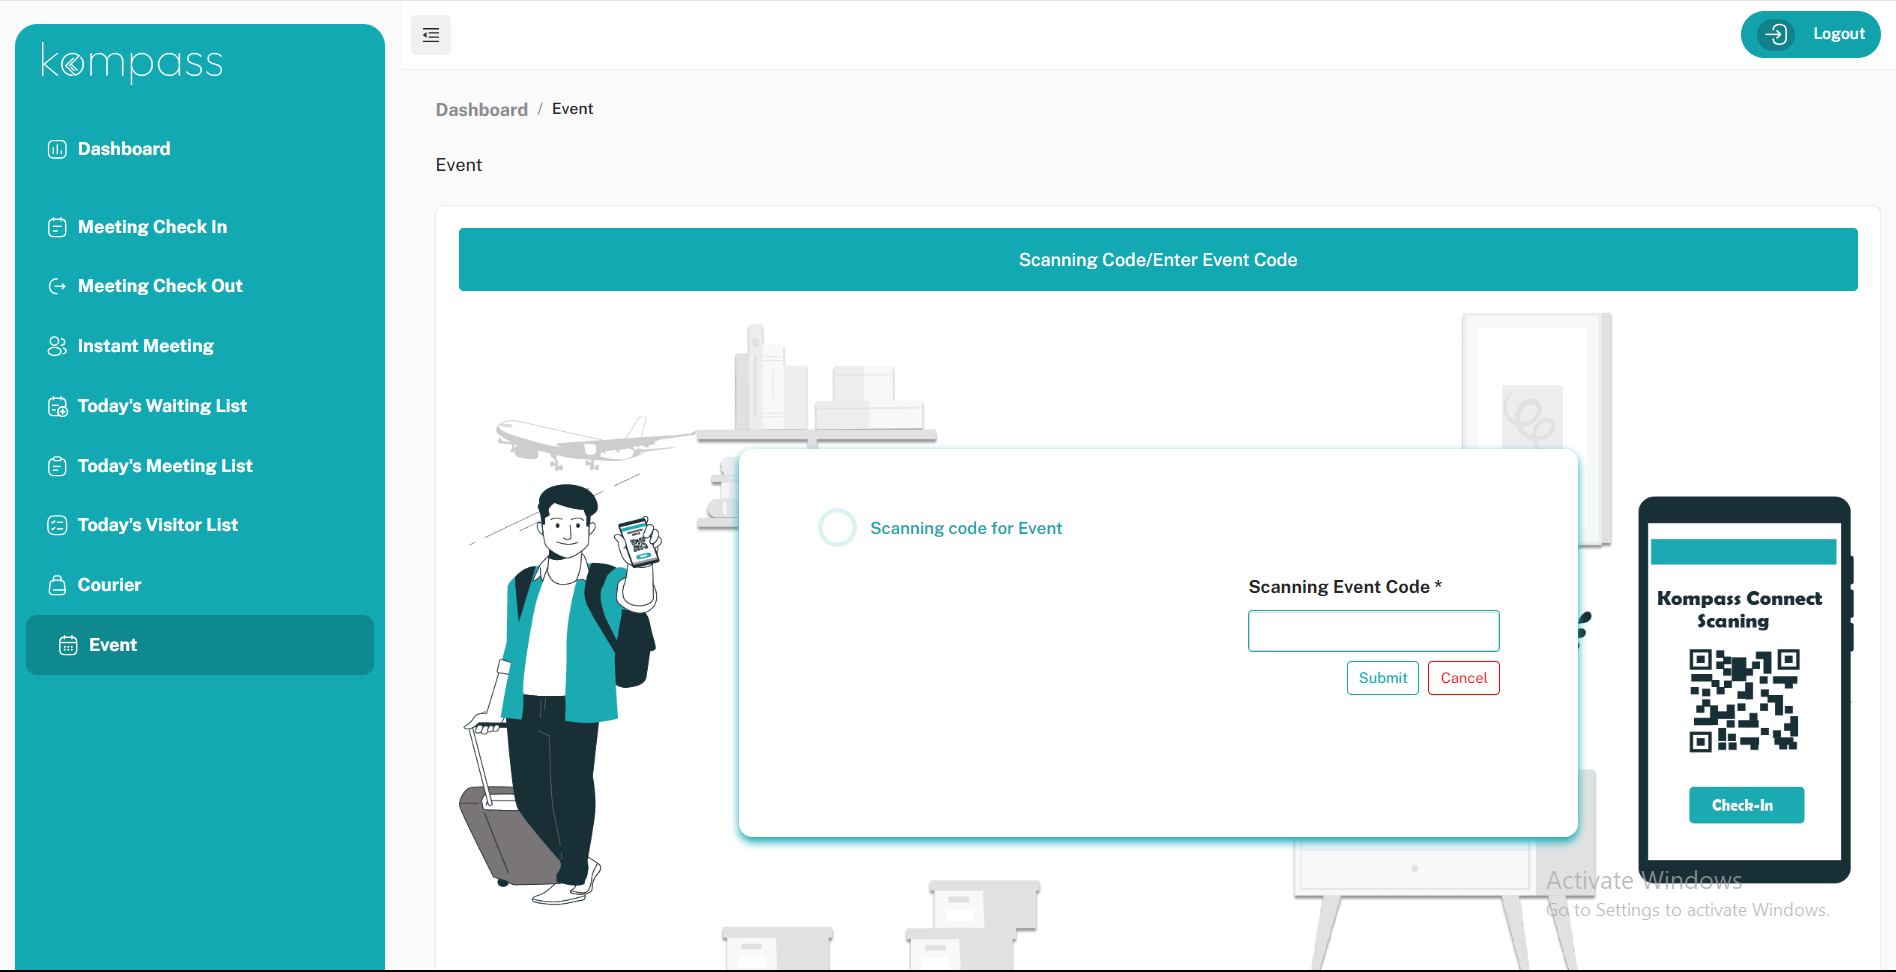 kompass
Logout
Dashboard / Event
Dashboard
Event
Meeting Check In
Meeting Check Out
Instant Meeting
Today's Waiting List
Today's Meeting List
Today's Visitor List
Courier
Event
Scanning Code/Enter Event Code
Scanning code for Event
Scanning Event Code *
Submit
Cancel
Kompass Connect
Scaning
Check-In
Activate Windows
Go to Settings to activate Windows.